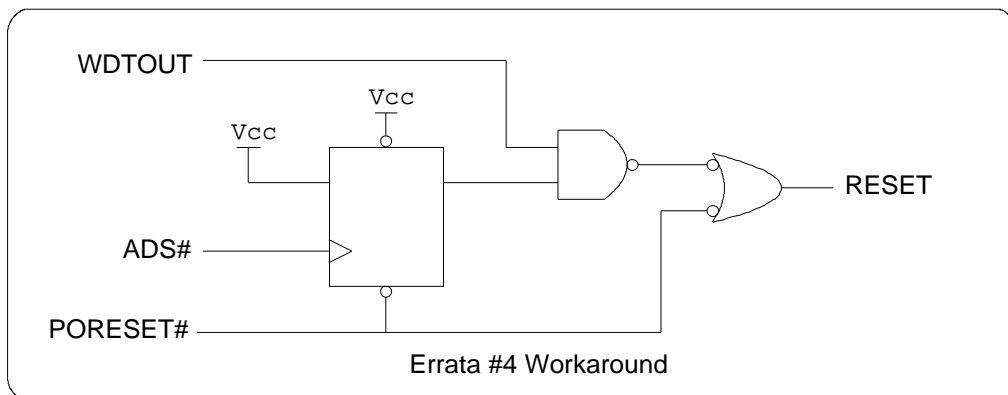 WDTOUT
Vcc
Vcc
RESET
ADS#
PORESET#
Errata #4 Workaround